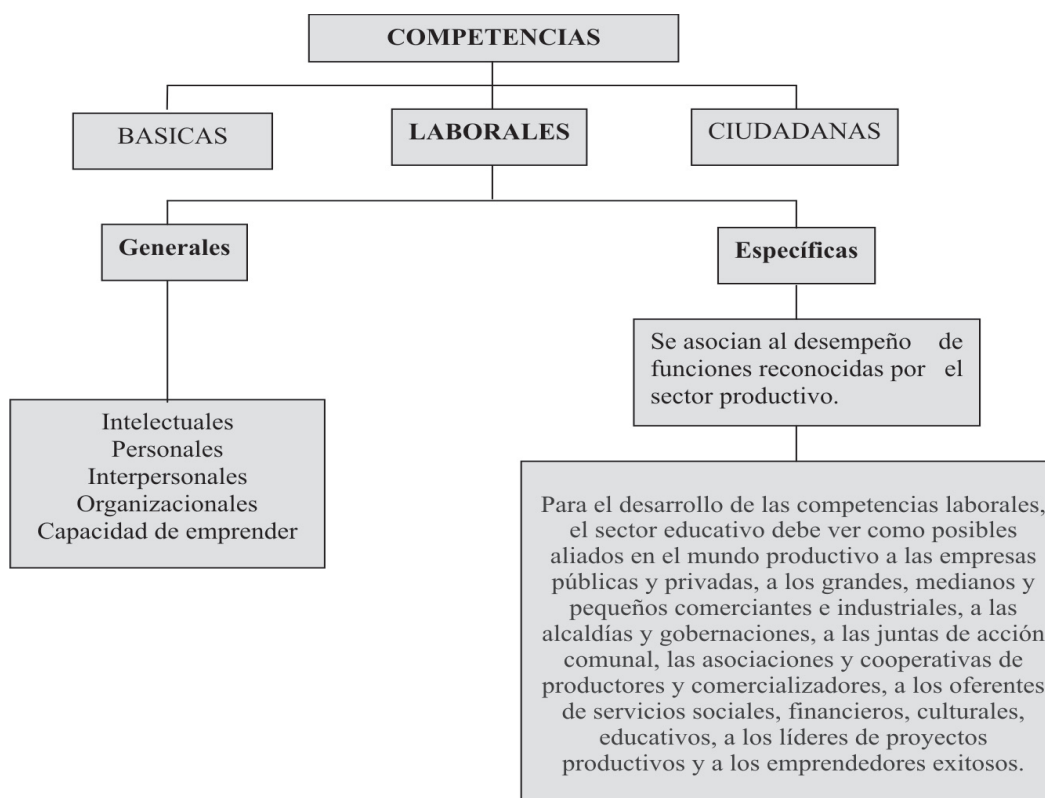 COMPETENCIAS
BASICAS
LABORALES
CIUDADANAS
Generales
Específicas
Se asocian al desempeño de
funciones reconocidas por el
sector productivo.
Intelectuales
Personales
Interpersonales
Organizacionales
Capacidad de emprender
Para el desarrollo de las competencias laborales,
el sector educativo debe ver como posibles
aliados en el mundo productivo a las empresas
públicas y privadas, a los grandes, medianos y
pequeños comerciantes e industriales, a las
alcaldías y gobernaciones, a las juntas de acción
comunal, las asociaciones y cooperativas de
productores y comercializadores, a los oferentes
de servicios sociales, financieros, culturales,
educativos, a los líderes de proyectos
productivos y a los emprendedores exitosos.